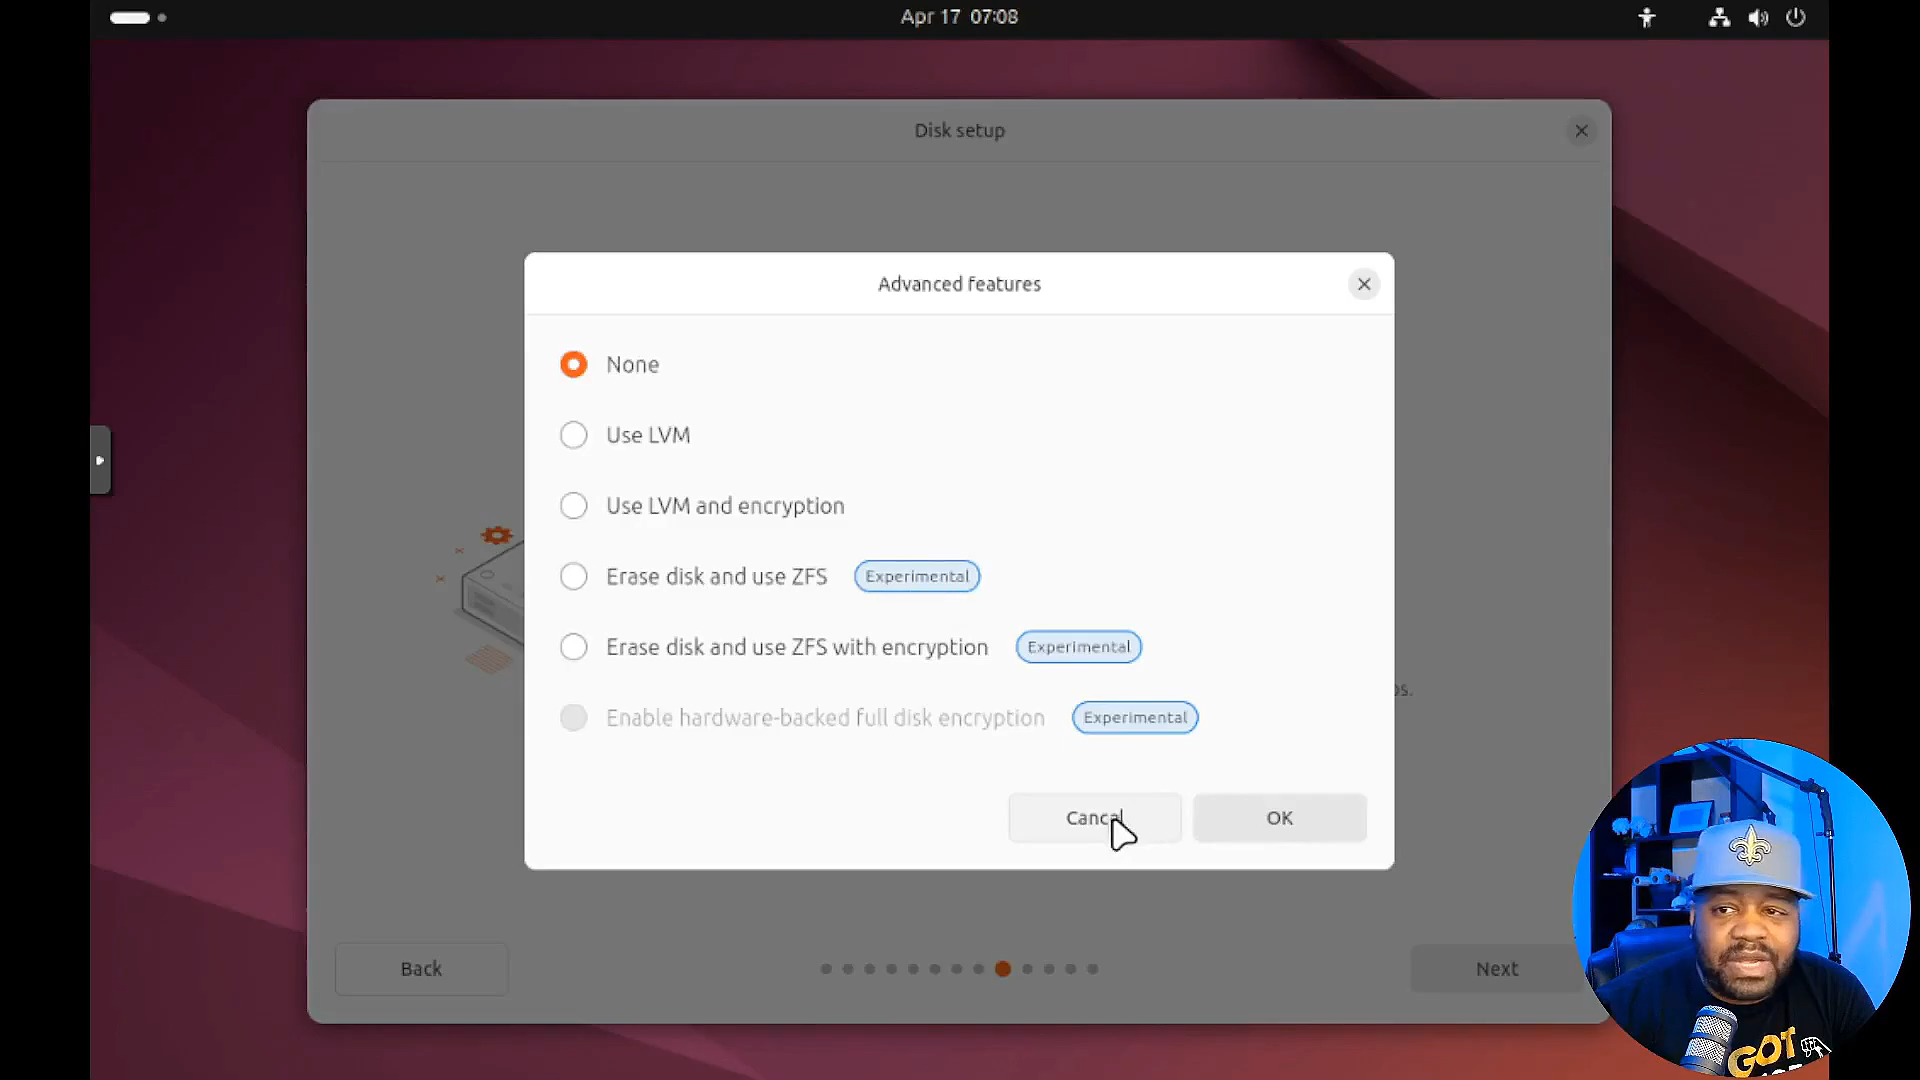 Apr 17 07:08
Disk setup
Advanced features
None
Use LVM
Use LVM and encryption
Erase disk and use ZFS Experimental
Erase disk and use ZFS with encryption Experimental
Enable hardware-backed full disk encryption Experimental
Cancel OK
Back
Next
GOT